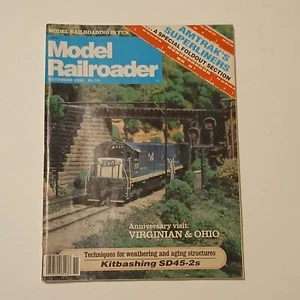 MODEL RAILROADING IS FUN
AMTRAK'S
SUPERLINERS
A SPECIAL FOLDOUT SECTION
Model
Railroader
Anniversary visit:
VIRGINIAN & OHIO
Techniques for weathering and aging structures
Kitbashing SD45-2s